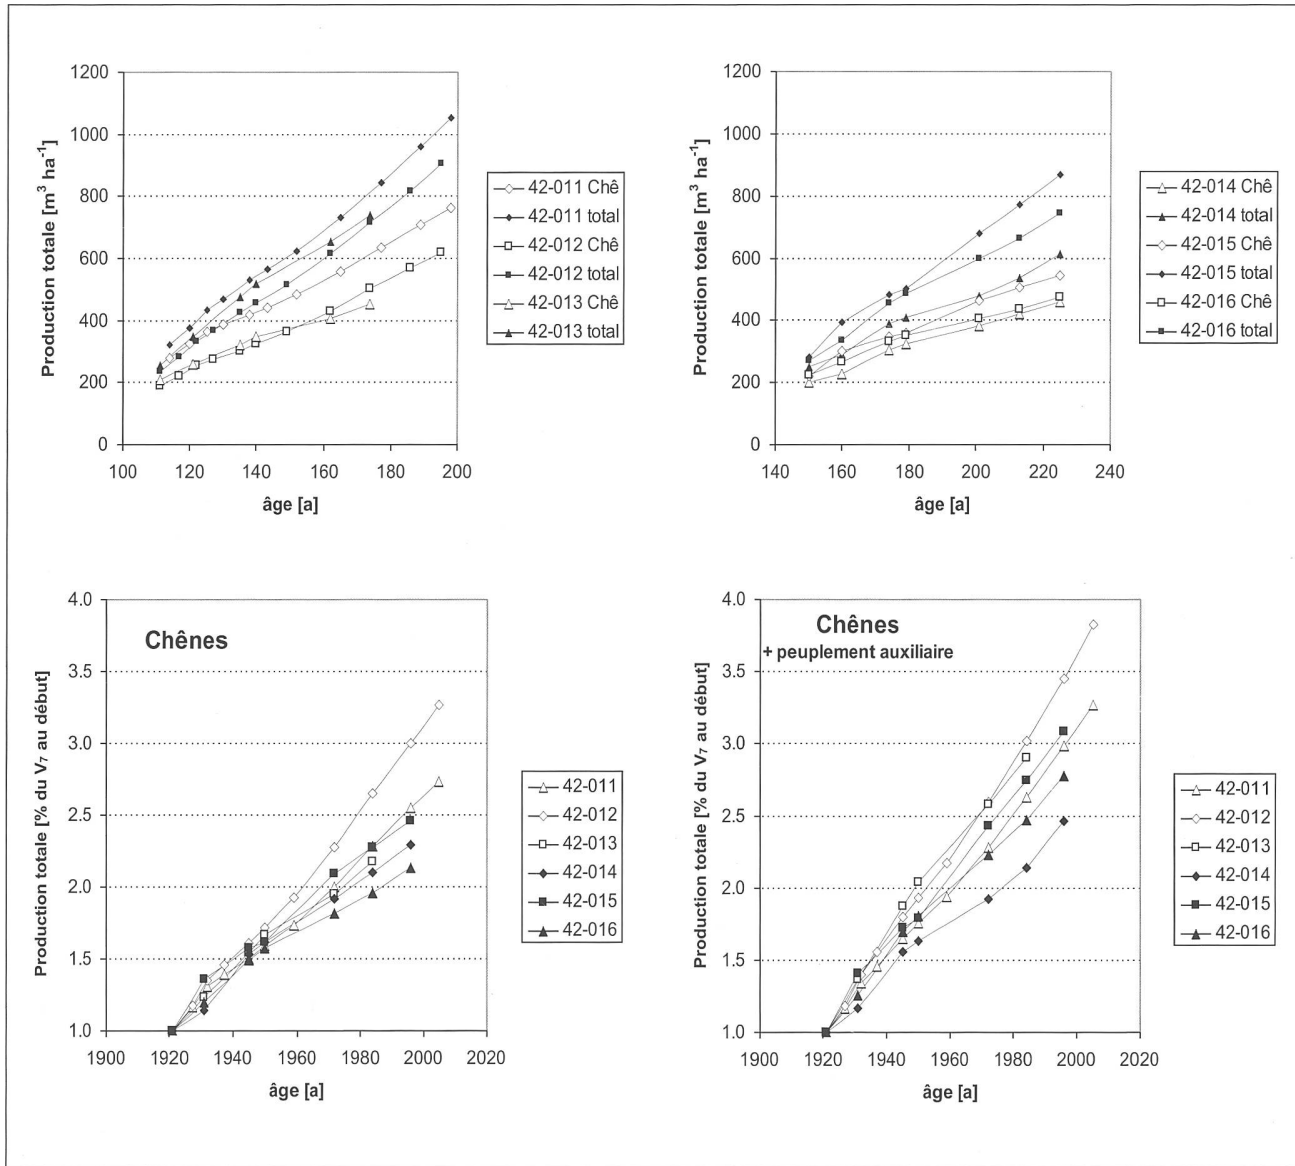 1200
1000
800
600
400
200
0
Production totale [m³ ha⁻¹]
100 120 140 160 180 200
âge [a]
42-011 Chê
42-011 total
42-012 Chê
42-012 total
42-013 Chê
42-013 total
1200
1000
800
600
400
200
0
Production totale [m³ ha⁻¹]
140 160 180 200 220 240
âge [a]
42-014 Chê
42-014 total
42-015 Chê
42-015 total
42-016 Chê
42-016 total
4.0
3.5
3.0
2.5
2.0
1.5
1.0
Production totale [% du V₇ au début]
Chênes
1900 1920 1940 1960 1980 2000 2020
âge [a]
42-011
42-012
42-013
42-014
42-015
42-016
4.0
3.5
3.0
2.5
2.0
1.5
1.0
Production totale [% du V₇ au début]
Chênes
+ peuplement auxiliaire
1900 1920 1940 1960 1980 2000 2020
âge [a]
42-011
42-012
42-013
42-014
42-015
42-016